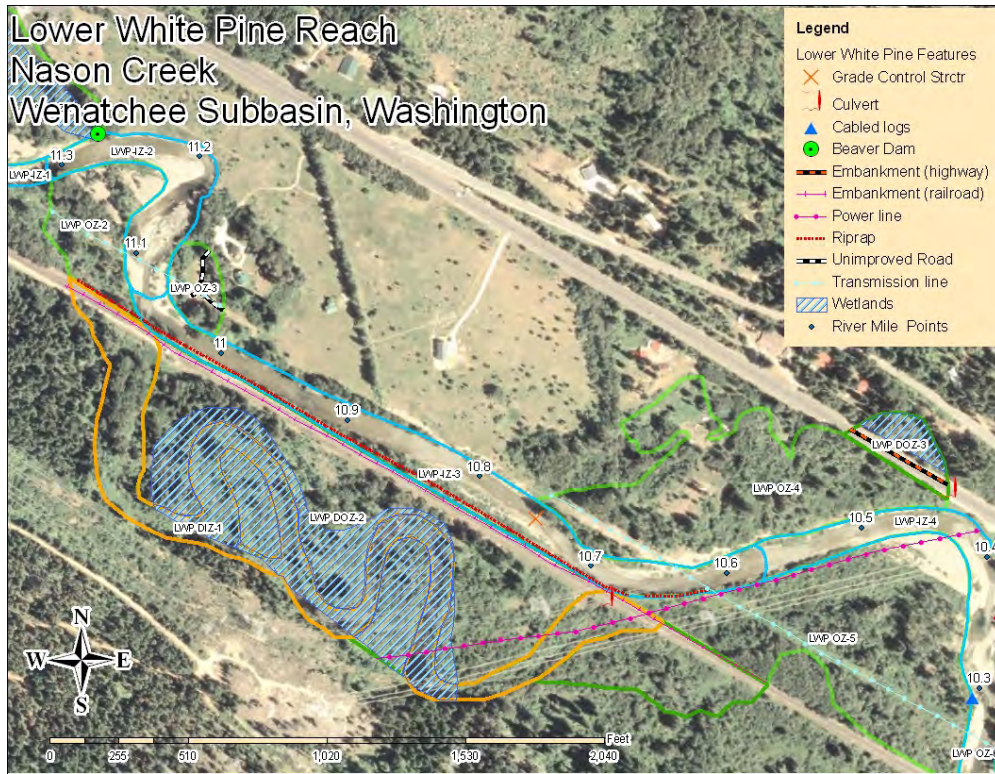 Lower White Pine Reach
Nason Creek
Wenatchee Subbasin, Washington
Legend
Lower White Pine Features
Grade Control Strctr
Culvert
Cabled logs
Beaver Dam
Embankment (highway)
Embankment (railroad)
Power line
Riprap
Unimproved Road
Transmission line
Wetlands
River Mile Points
LWP-IZ-2
11.2
11.3
LWP-IZ-1
LWP OZ-2
11.1
LWP OZ-3
11
10.9
10.8
LWP-IZ-3
LWP DOZ-3
LWP OZ-4
LWP DIZ-1
LWP DOZ-2
10.5
LWP-IZ-4
10.4
10.7
10.6
LWP OZ-5
10.3
N
W E
S
Feet
0 255 510 1,020 1,530 2,040